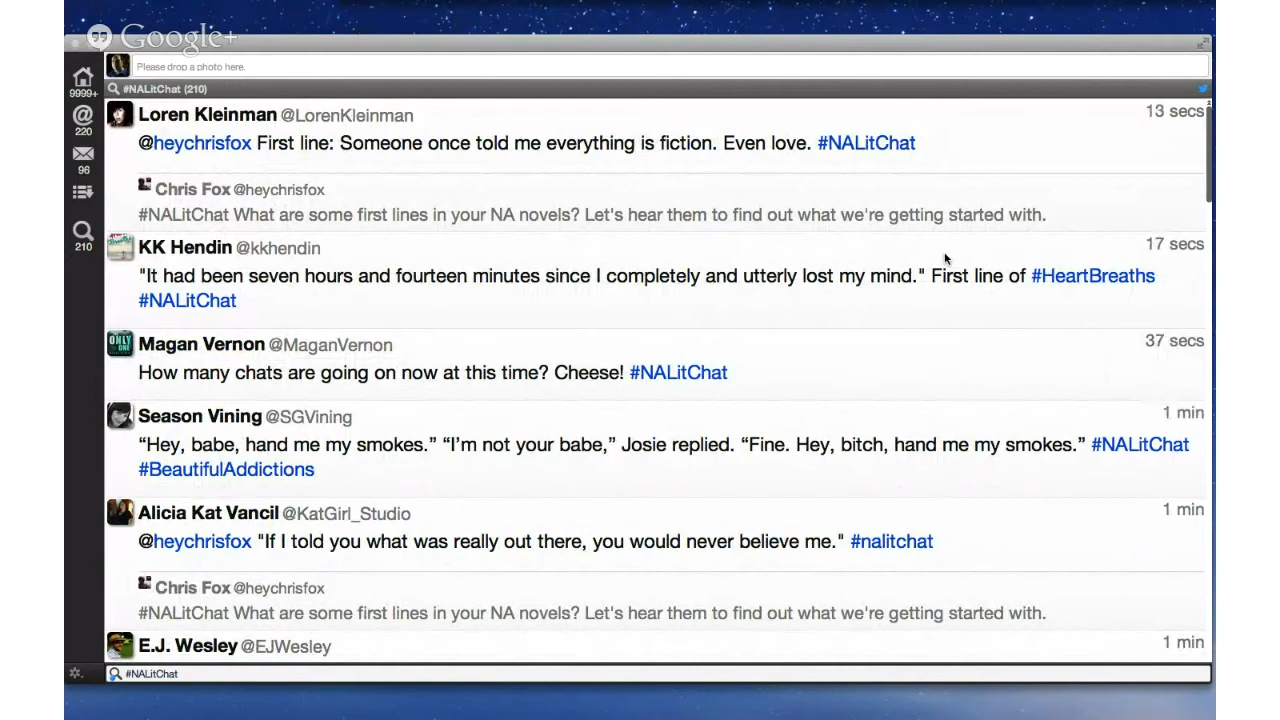 Google+
Please drop a photo here.
#NALitChat (210)
9999+
220
96
210
Loren Kleinman @LorenKleinman 13 secs
@heychrisfox First line: Someone once told me everything is fiction. Even love. #NALitChat
Chris Fox @heychrisfox
#NALitChat What are some first lines in your NA novels? Let's hear them to find out what we're getting started with.
KK Hendin @kkhendin 17 secs
"It had been seven hours and fourteen minutes since I completely and utterly lost my mind." First line of #HeartBreaths
#NALitChat
Magan Vernon @MaganVernon 37 secs
How many chats are going on now at this time? Cheese! #NALitChat
Season Vining @SGVining 1 min
“Hey, babe, hand me my smokes.” “I’m not your babe,” Josie replied. “Fine. Hey, bitch, hand me my smokes.” #NALitChat
#BeautifulAddictions
Alicia Kat Vancil @KatGirl_Studio 1 min
@heychrisfox "If I told you what was really out there, you would never believe me." #nalitchat
Chris Fox @heychrisfox
#NALitChat What are some first lines in your NA novels? Let's hear them to find out what we're getting started with.
E.J. Wesley @EJWesley 1 min
#NALitChat